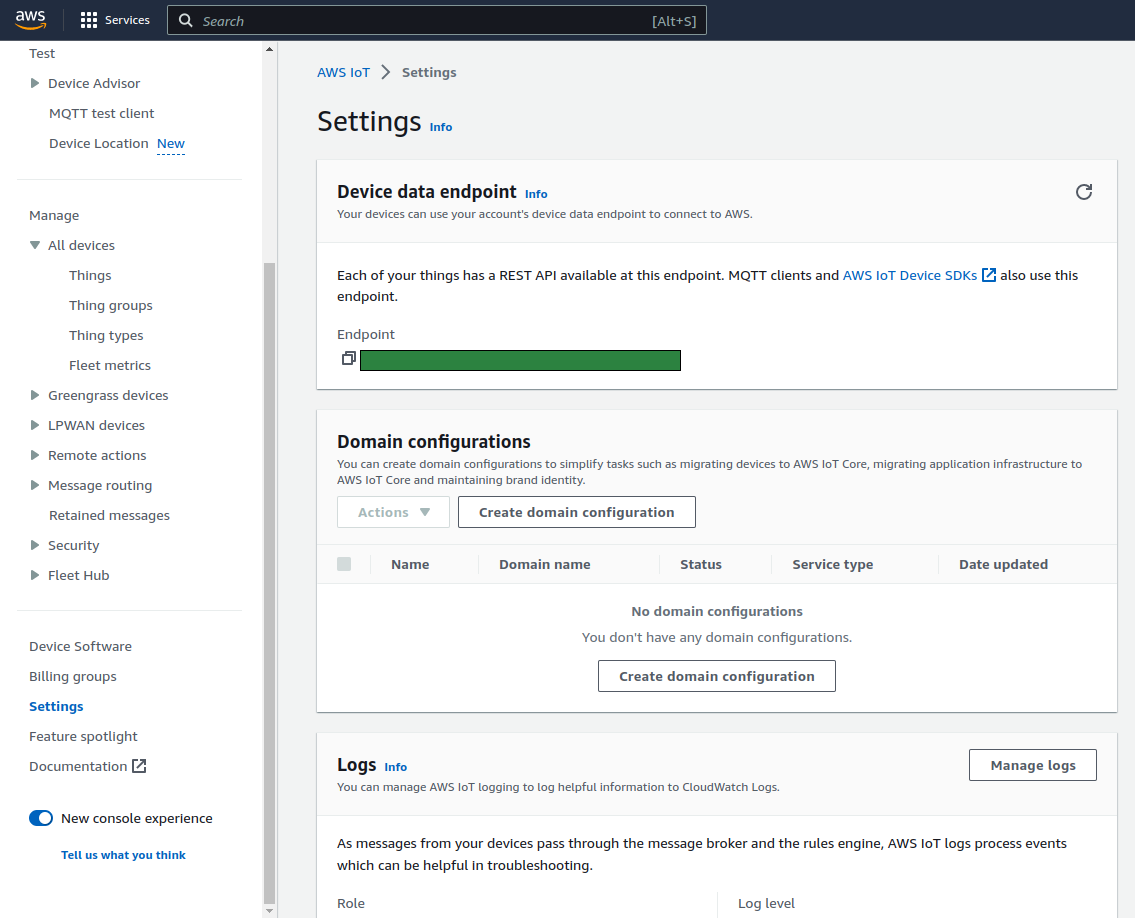 aws
Services
Search
[Alt+S]
Test
Device Advisor
MQTT test client
Device Location New
Manage
All devices
Things
Thing groups
Thing types
Fleet metrics
Greengrass devices
LPWAN devices
Remote actions
Message routing
Retained messages
Security
Fleet Hub
Device Software
Billing groups
Settings
Feature spotlight
Documentation
New console experience
Tell us what you think
AWS IoT
Settings
Settings Info
Device data endpoint Info
Your devices can use your account's device data endpoint to connect to AWS.
Each of your things has a REST API available at this endpoint. MQTT clients and AWS IoT Device SDKs also use this
endpoint.
Endpoint
Domain configurations
You can create domain configurations to simplify tasks such as migrating devices to AWS IoT Core, migrating application infrastructure to
AWS IoT Core and maintaining brand identity.
Actions
Create domain configuration
Name
Domain name
Status
Service type
Date updated
No domain configurations
You don't have any domain configurations.
Create domain configuration
Logs Info
You can manage AWS IoT logging to log helpful information to CloudWatch Logs.
Manage logs
As messages from your devices pass through the message broker and the rules engine, AWS IoT logs process events
which can be helpful in troubleshooting.
Role
Log level